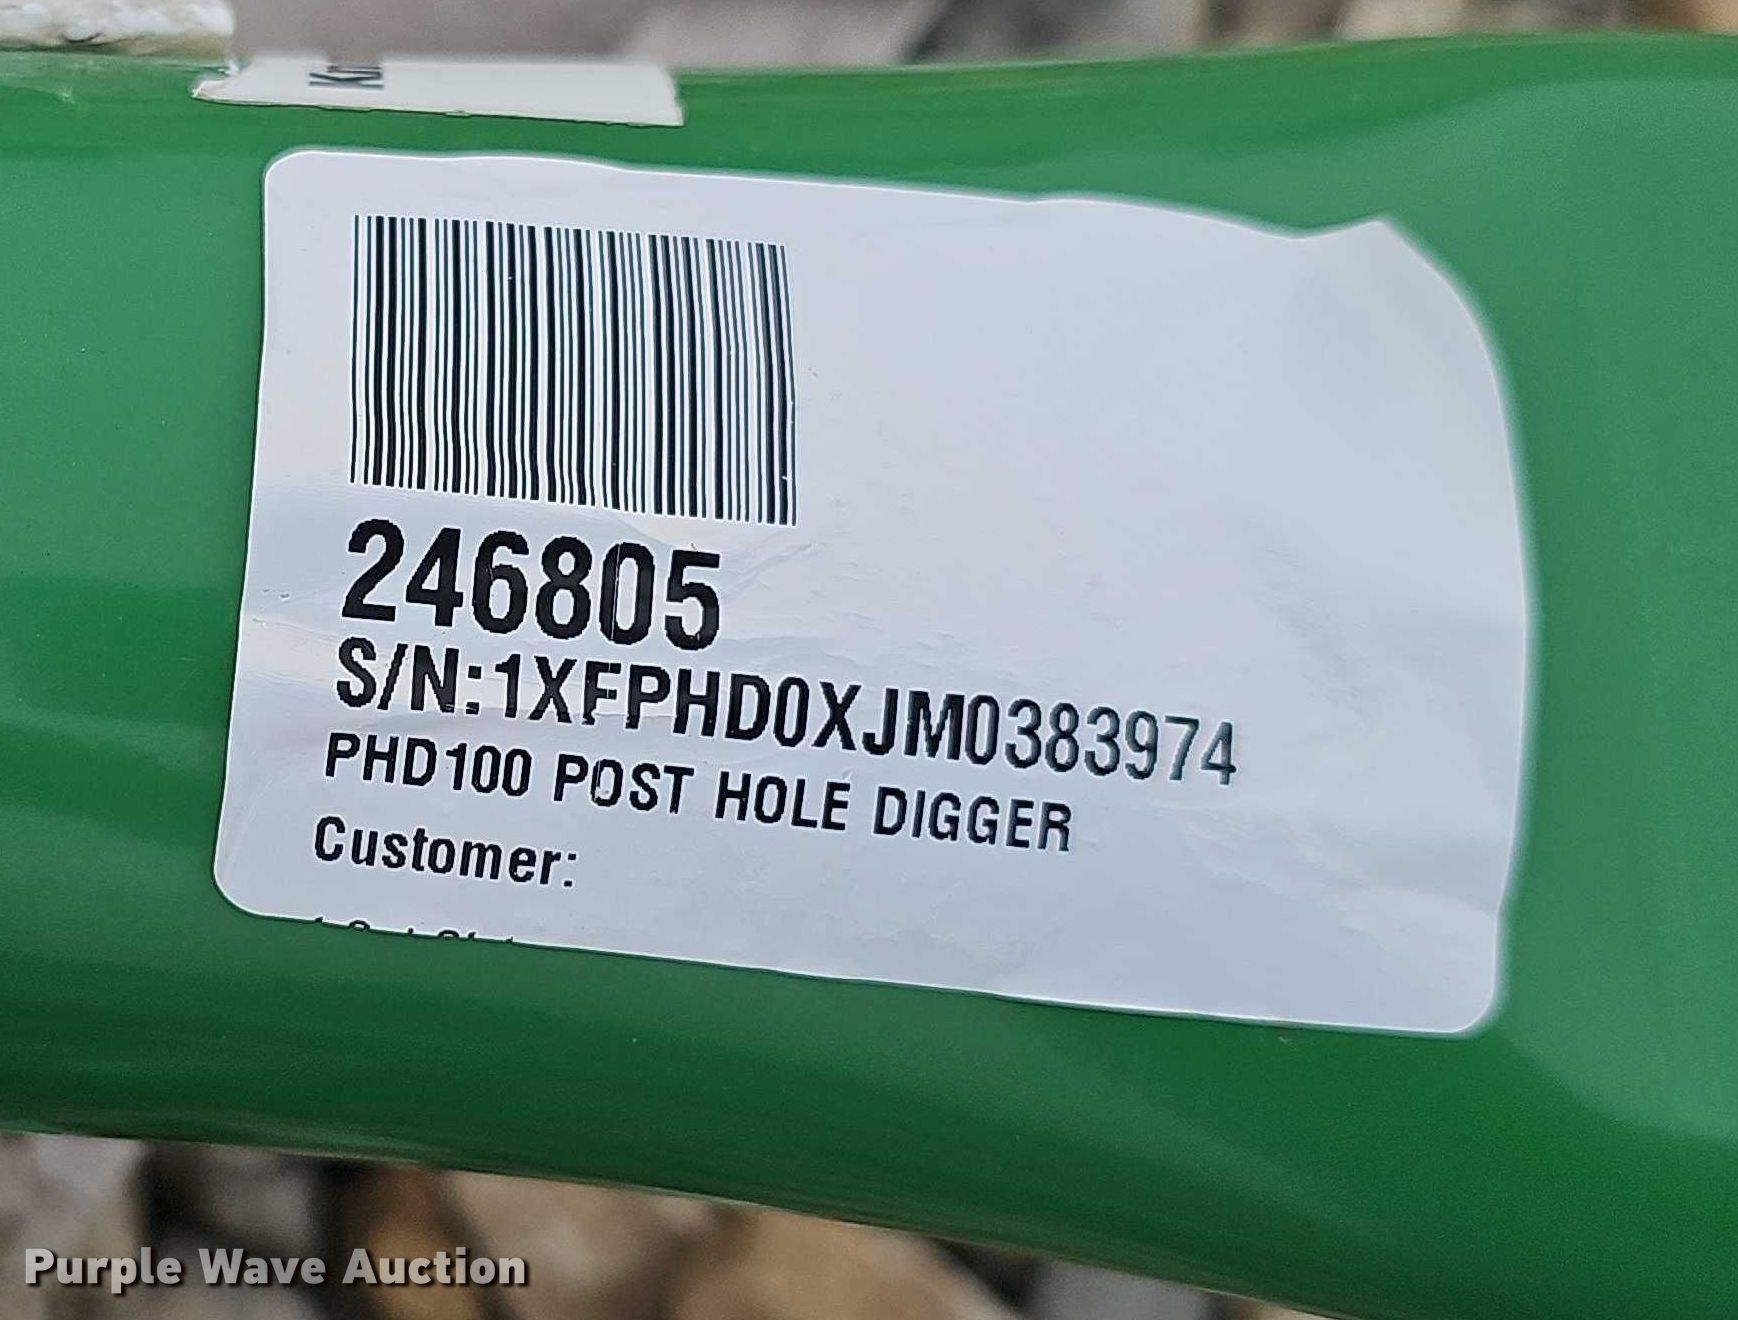 246805
S/N:1XFPHD0XJM0383974
PHD100 POST HOLE DIGGER
Customer:
Purple Wave Auction